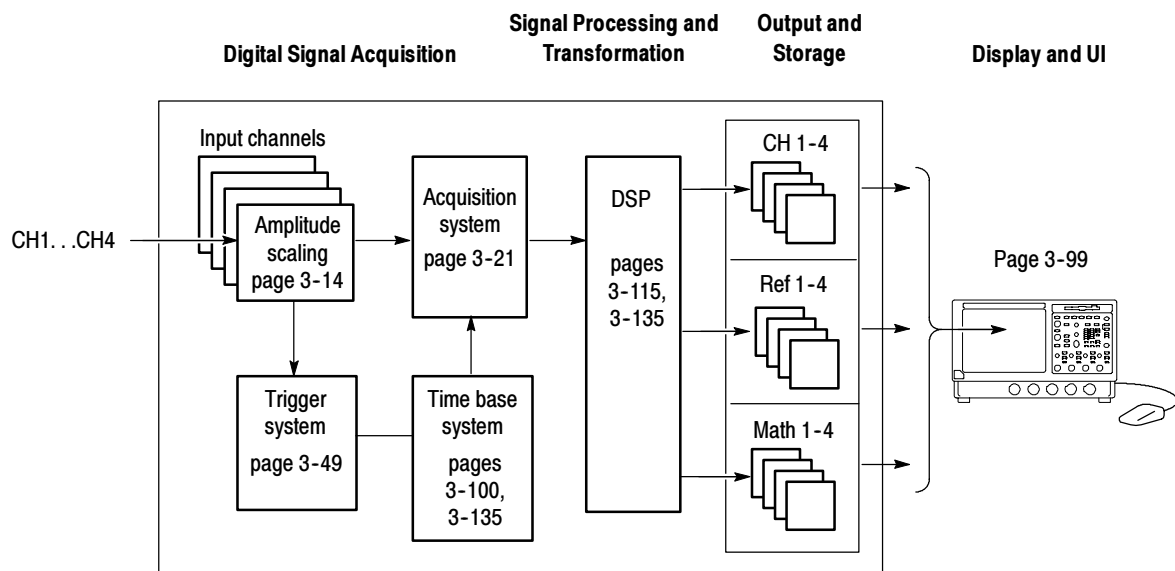 Digital Signal Acquisition
Signal Processing and
Transformation
Output and
Storage
Display and UI
Input channels
CH1. . .CH4
Amplitude
scaling
page 3-14
Acquisition
system
page 3-21
Trigger
system
page 3-49
Time base
system
pages
3-100,
3-135
DSP
pages
3-115,
3-135
CH 1-4
Ref 1-4
Math 1-4
Page 3-99